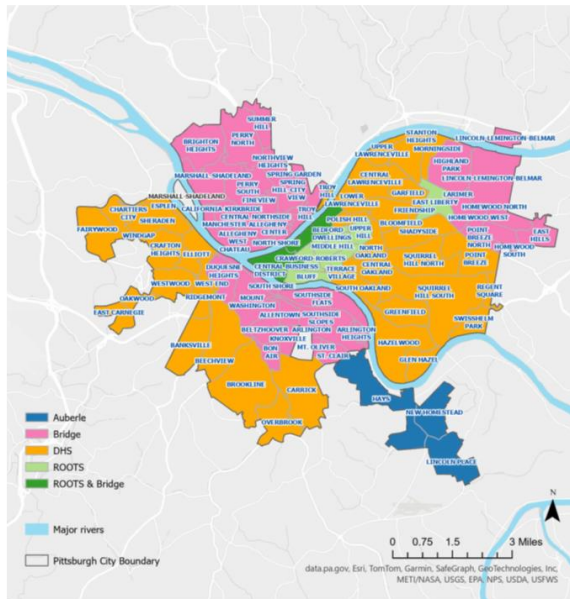 SUMMER
HILL
BRIGHTON
HEIGHTS
PERRY
NORTH
NORTHVIEW
HEIGHTS
MARSHALL-SHADELAND
SPRING GARDEN
PERRY
SOUTH
SPRING
HILL-CITY
VIEW
FINEVIEW
TROY
HILL
MARSHALL-SHADELAND
CALIFORNIA KIRKBRIDE
CENTRAL NORTHSIDE
TROY
HILL
MANCHESTER
ALLEGHENY
CENTER
ALLEGHENY
WEST
NORTH SHORE
CHATEAU
STANTON
HEIGHTS
UPPER
LAWRENCEVILLE
MORNINGSIDE
LINCOLN-LEMINGTON-BELMAR
HIGHLAND
PARK
LINCOLN-LEMINGTON-BELMAR
CENTRAL
LAWRENCEVILLE
LOWER
LAWRENCEVILLE
GARFIELD
LARIMER
EAST LIBERTY
FRIENDSHIP
HOMEWOOD NORTH
HOMEWOOD WEST
BLOOMFIELD
SHADYSIDE
POLISH HILL
BEDFORD
DWELLINGS
UPPER
HILL
MIDDLE HILL
POINT
BREEZE
NORTH
EAST
HILLS
HOMEWOOD
SOUTH
CRAWFORD-ROBERTS
NORTH
OAKLAND
CENTRAL
OAKLAND
SQUIRREL
HILL NORTH
POINT
BREEZE
CENTRAL BUSINESS
DISTRICT
BLUFF
TERRACE
VILLAGE
SOUTH OAKLAND
SQUIRREL
HILL SOUTH
REGENT
SQUARE
SWISSHELM
PARK
GREENFIELD
HAZELWOOD
GLEN HAZEL
CHARTIERS
CITY
ESPLEN
SHERADEN
FAIRYWOOD
WINDGAP
CRAFTON
HEIGHTS
ELLIOTT
WESTWOOD
WEST END
DUQUSNE
HEIGHTS
RIDGEMONT
OAKWOOD
EAST CARNEGIE
SOUTH SHORE
MOUNT
WASHINGTON
SOUTHSIDE
FLATS
ALLENTOWN
SOUTHSIDE
SLOPES
BELTZHOOVER
ARLINGTON
ARLINGTON
HEIGHTS
KNOXVILLE
MT. OLIVER
ST. CLAIR
BON
AIR
BANKSVILLE
BEECHVIEW
BROOKLINE
CARRICK
OVERBROOK
HAYS
NEW HOMESTEAD
LINCOLN PLACE
Auberle
Bridge
DHS
ROOTS
ROOTS & Bridge
Major rivers
Pittsburgh City Boundary
N
0 0.75 1.5 3 Miles
data.pa.gov, Esri, TomTom, Garmin, SafeGraph, GeoTechnologies, Inc,
METI/NASA, USGS, EPA, NPS, USDA, USFWS